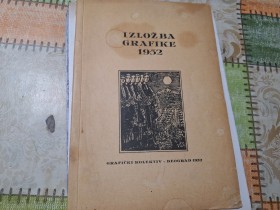 IZLOŽBA
GRAFIKE
1952
GRAFIČKI KOLEKTIV - BEOGRAD 1952